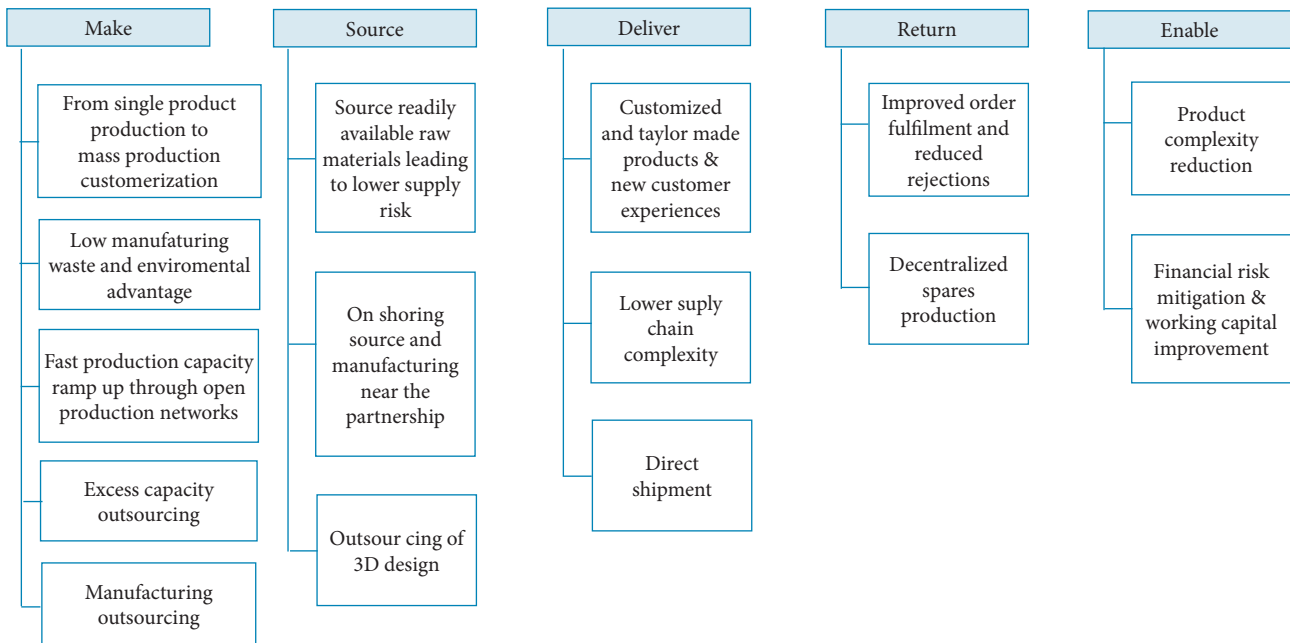 Make
From single product
production to
mass production
customerization
Low manufaturing
waste and enviromental
advantage
Fast production capacity
ramp up through open
production networks
Excess capacity
outsourcing
Manufacturing
outsourcing
Source
Source readily
available raw
materials leading
to lower supply
risk
On shoring
source and
manufacturing
near the
partnership
Outsour cing of
3D design
Deliver
Customized
and taylor made
products &
new customer
experiences
Lower suply
chain
complexity
Direct
shipment
Return
Improved order
fulfilment and
reduced
rejections
Decentralized
spares
production
Enable
Product
complexity
reduction
Financial risk
mitigation &
working capital
improvement